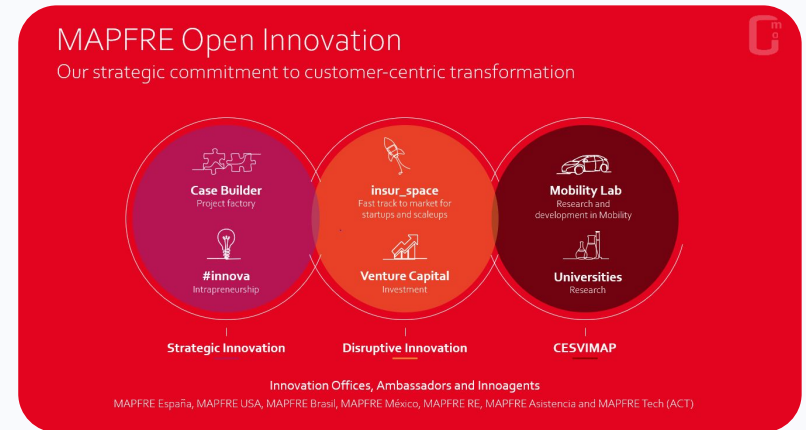 MAPFRE Open Innovation
Our strategic commitment to customer-centric transformation
Case Builder
Project factory
#innova
Intrapreneurship
Strategic Innovation
insur_space
Fast track to market for
startups and scaleups
Venture Capital
Investment
Disruptive Innovation
Mobility Lab
Research and
development in Mobility
Universities
Research
CESVIMAP
Innovation Offices, Ambassadors and Innoagents
MAPFRE España, MAPFRE USA, MAPFRE Brasil, MAPFRE México, MAPFRE RE, MAPFRE Asistencia and MAPFRE Tech (ACT)